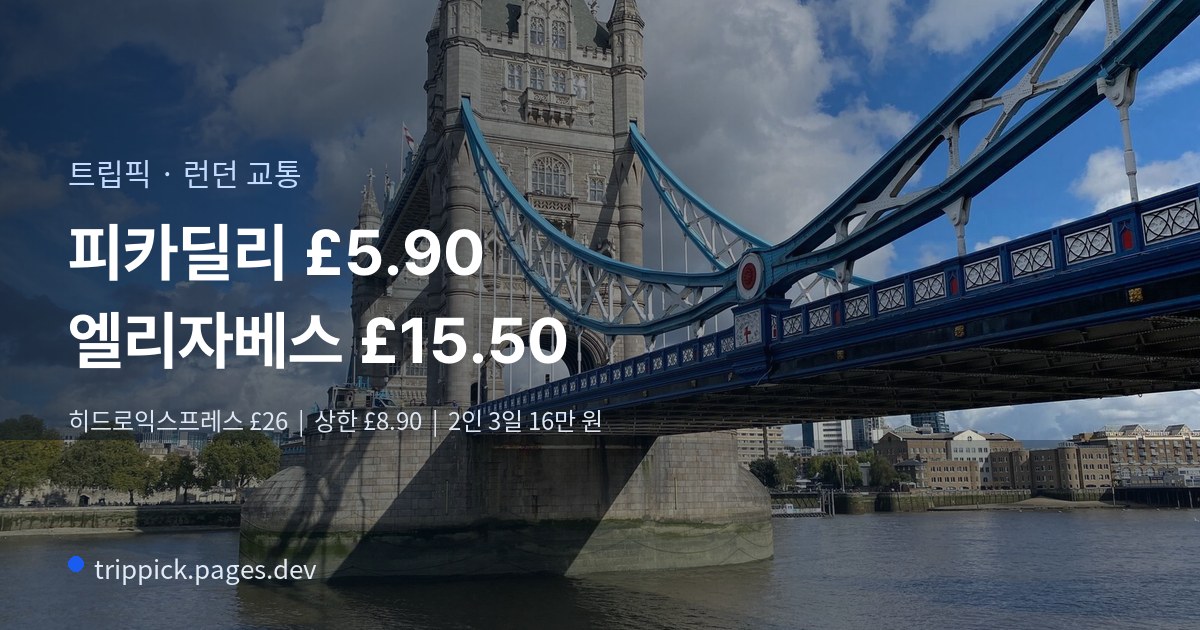 트립픽 · 런던 교통
피카딜리 £5.90
엘리자베스 £15.50
히드로익스프레스 £26 | 상한 £8.90 | 2인 3일 16만 원
trippick.pages.dev